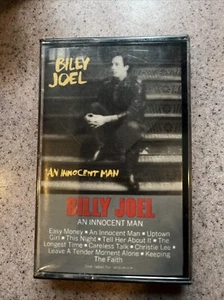 BILLY
JOEL
AN INNOCENT MAN
BILLY JOEL
AN INNOCENT MAN
Easy Money • An Innocent Man • Uptown
Girl • This Night • Tell Her About It • The
Longest Time • Careless Talk • Christie Lee •
Leave A Tender Moment Alone • Keeping
The Faith